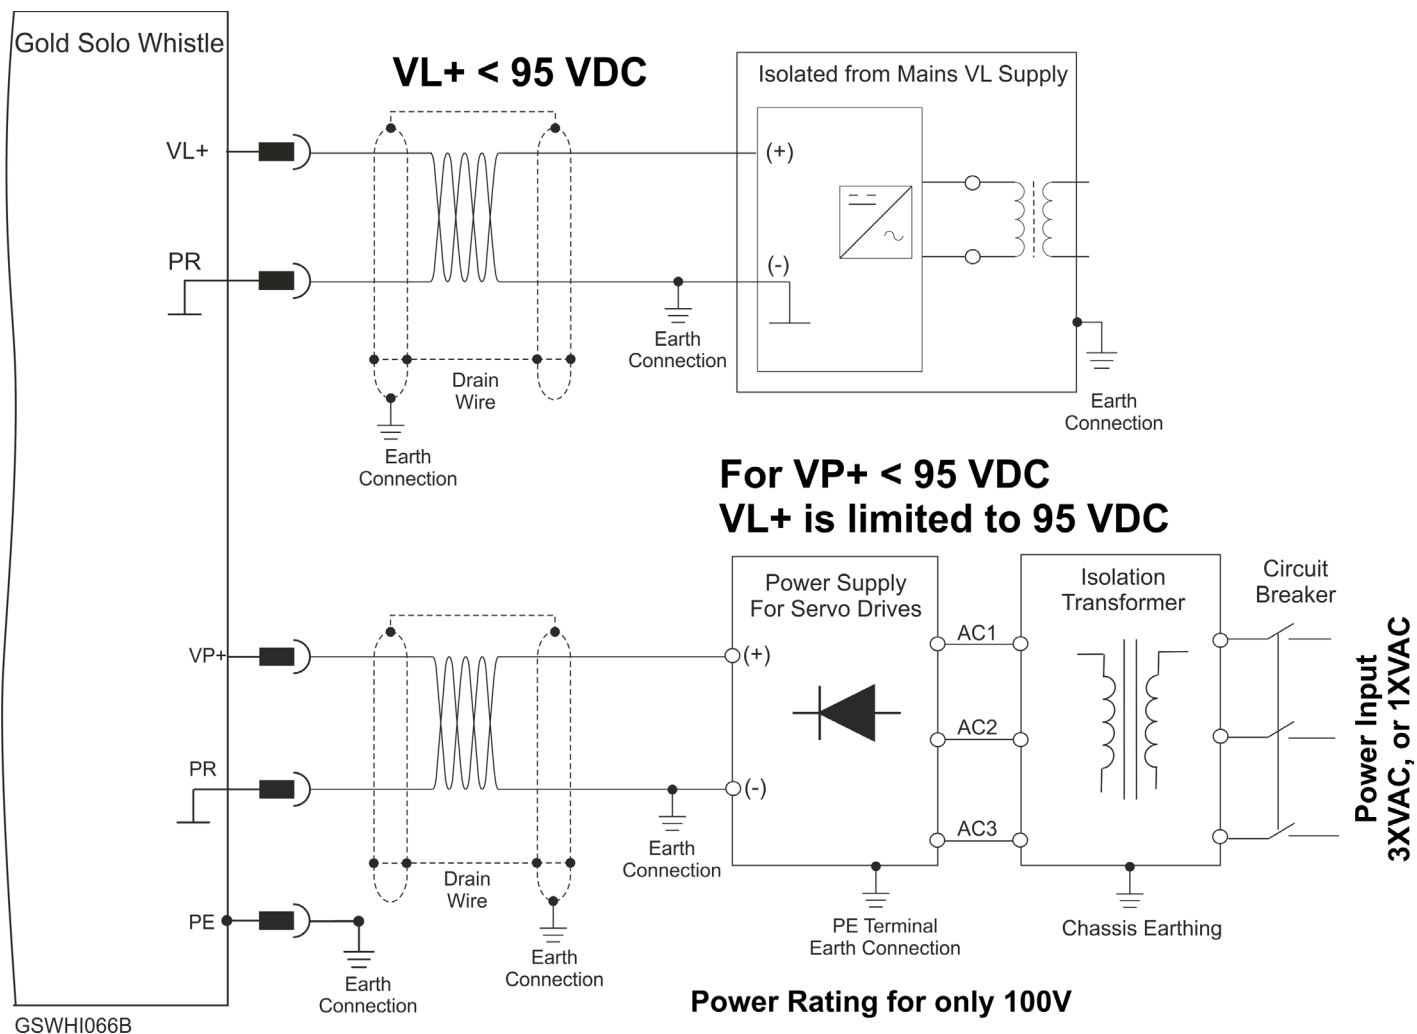 Gold Solo Whistle
VL+ < 95 VDC
Isolated from Mains VL Supply
VL+
(+)
PR
(-)
Earth
Connection
Drain
Wire
Earth
Connection
Earth
Connection
For VP+ < 95 VDC
VL+ is limited to 95 VDC
Power Supply
For Servo Drives
Isolation
Transformer
Circuit
Breaker
VP+
(+)
AC1
AC2
PR
(-)
AC3
Power Input
3XVAC, or 1XVAC
Earth
Connection
Drain
Wire
PE
PE Terminal
Earth Connection
Chassis Earthing
Earth
Connection
Earth
Connection
Power Rating for only 100V
GSWHI066B